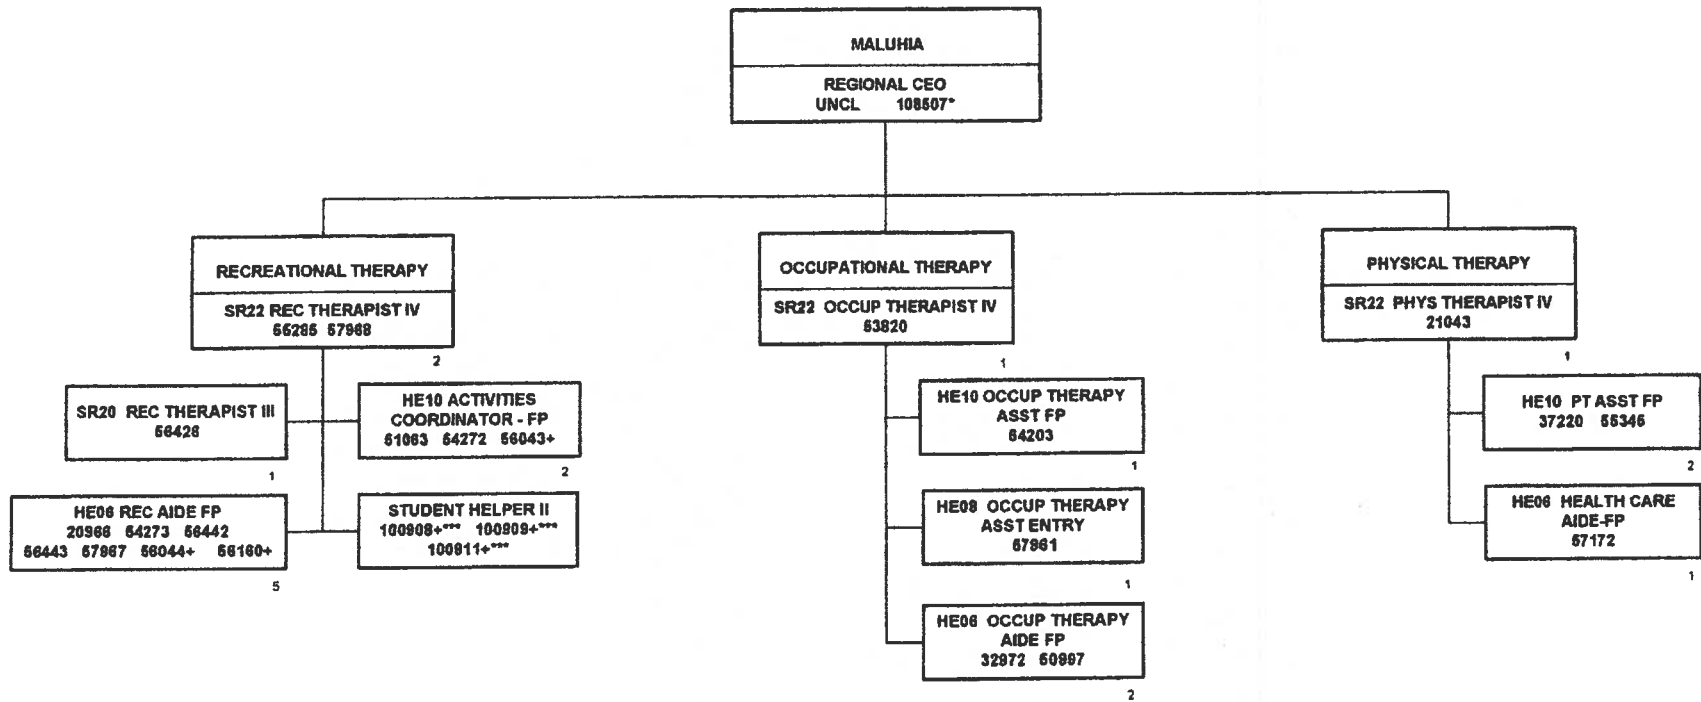 MALUHIA
REGIONAL CEO
UNCL 108507*
RECREATIONAL THERAPY
SR22 REC THERAPIST IV
55285 57968
2
SR20 REC THERAPIST III
56426
1
HE10 ACTIVITIES
COORDINATOR - FP
51063 54272 56043+
2
HE06 REC AIDE FP
20966 54273 56442
56443 57967 56044+ 56160+
5
STUDENT HELPER II
100908+*** 100909+***
100911+***
OCCUPATIONAL THERAPY
SR22 OCCUP THERAPIST IV
53820
1
HE10 OCCUP THERAPY
ASST FP
54203
1
HE08 OCCUP THERAPY
ASST ENTRY
57961
1
HE06 OCCUP THERAPY
AIDE FP
32972 50997
2
PHYSICAL THERAPY
SR22 PHYS THERAPIST IV
21043
1
HE10 PT ASST FP
37220 55345
2
HE06 HEALTH CARE
AIDE-FP
57172
1